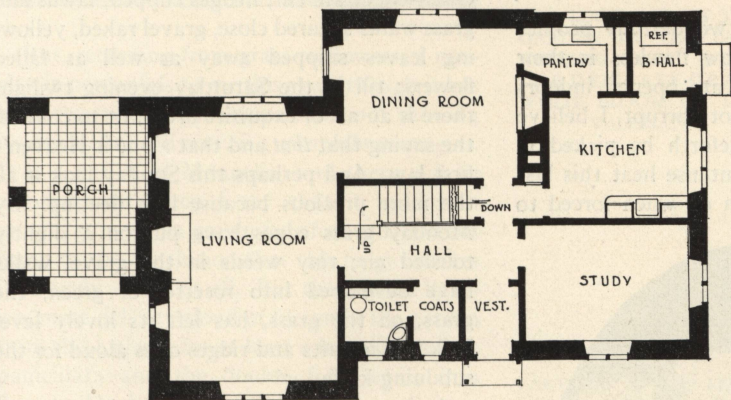 REF.
PANTRY
B-HALL
DINING ROOM
KITCHEN
PORCH
DOWN
LIVING ROOM
UP
HALL
STUDY
TOILET COATS VEST.